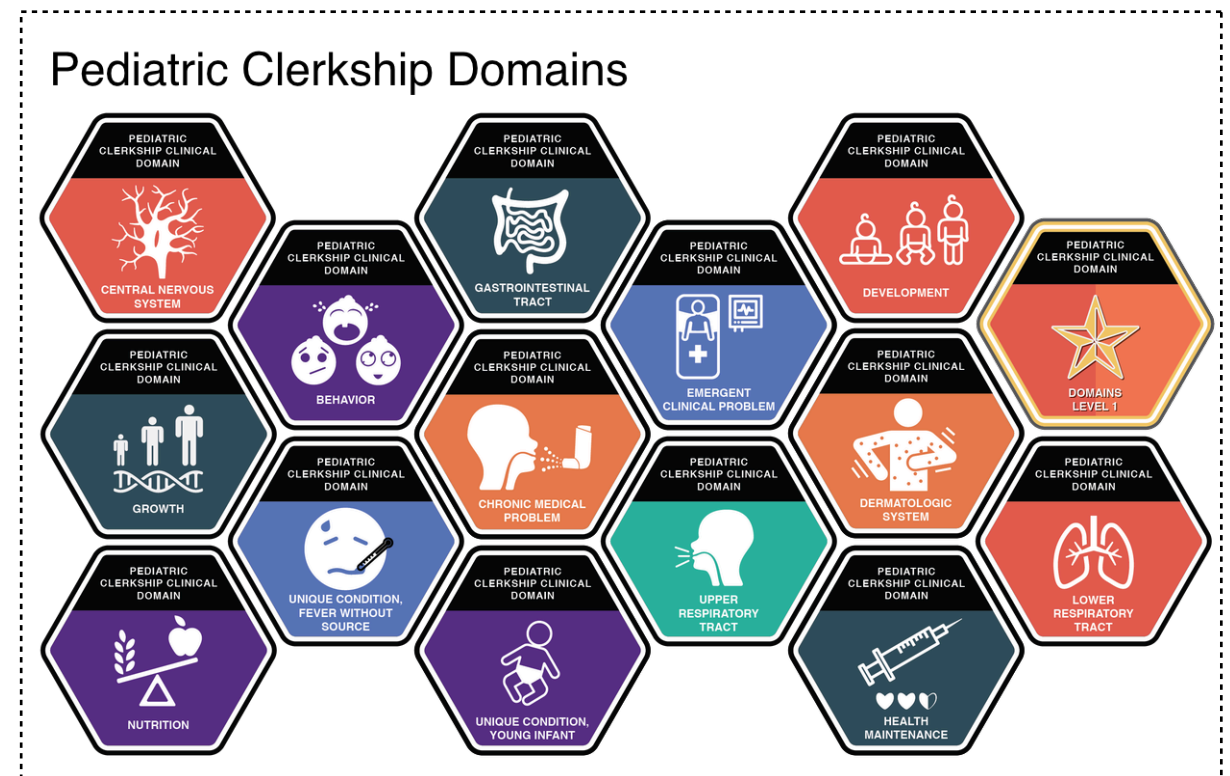 Pediatric Clerkship Domains
PEDIATRIC
CLERKSHIP CLINICAL
DOMAIN
CENTRAL NERVOUS
SYSTEM
PEDIATRIC
CLERKSHIP CLINICAL
DOMAIN
GROWTH
PEDIATRIC
CLERKSHIP CLINICAL
DOMAIN
NUTRITION
PEDIATRIC
CLERKSHIP CLINICAL
DOMAIN
BEHAVIOR
PEDIATRIC
CLERKSHIP CLINICAL
DOMAIN
UNIQUE CONDITION,
FEVER WITHOUT
SOURCE
PEDIATRIC
CLERKSHIP CLINICAL
DOMAIN
GASTROINTESTINAL
TRACT
PEDIATRIC
CLERKSHIP CLINICAL
DOMAIN
CHRONIC MEDICAL
PROBLEM
PEDIATRIC
CLERKSHIP CLINICAL
DOMAIN
UNIQUE CONDITION,
YOUNG INFANT
PEDIATRIC
CLERKSHIP CLINICAL
DOMAIN
EMERGENT
CLINICAL PROBLEM
PEDIATRIC
CLERKSHIP CLINICAL
DOMAIN
UPPER
RESPIRATORY
TRACT
PEDIATRIC
CLERKSHIP CLINICAL
DOMAIN
DEVELOPMENT
PEDIATRIC
CLERKSHIP CLINICAL
DOMAIN
DERMATOLOGIC
SYSTEM
PEDIATRIC
CLERKSHIP CLINICAL
DOMAIN
HEALTH
MAINTENANCE
PEDIATRIC
CLERKSHIP CLINICAL
DOMAIN
DOMAINS
LEVEL 1
PEDIATRIC
CLERKSHIP CLINICAL
DOMAIN
LOWER
RESPIRATORY
TRACT